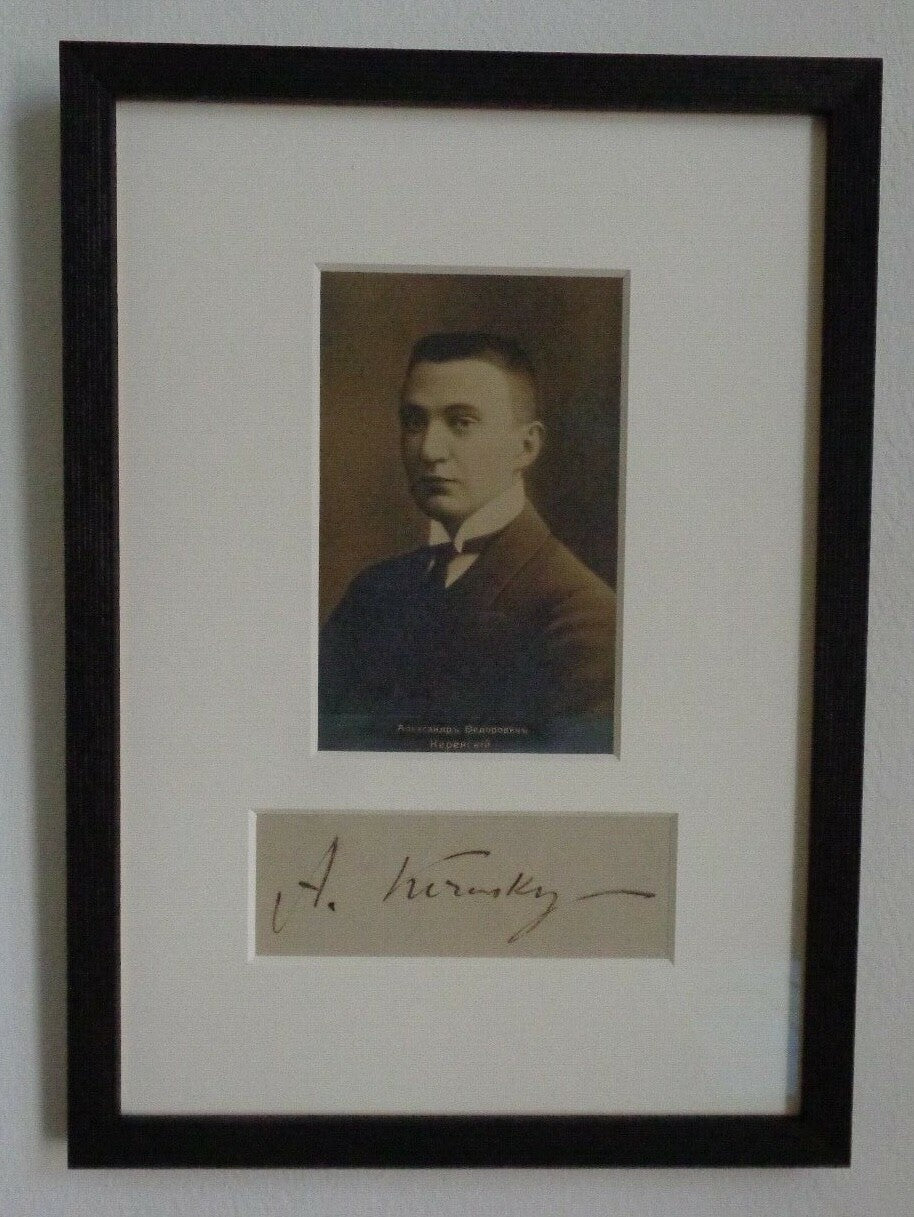 Александръ Федоровичъ
Керенскій
A. Kerensky